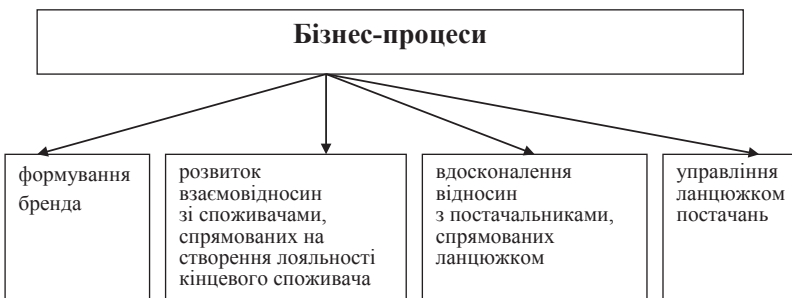 Бізнес-процеси
формування
бренда
розвиток
взаємовідносин
зі споживачами,
спрямованих на
створення лояльності
кінцевого споживача
вдосконалення
відносин
з постачальниками,
спрямованих
ланцюжком
управління
ланцюжком
постачань